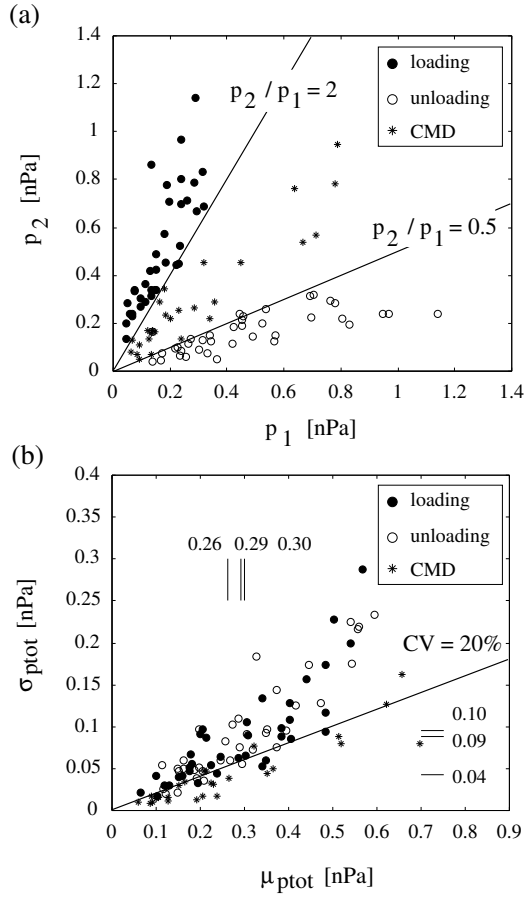 (a)
1.4
1.2
1
0.8
0.6
0.4
0.2
0
p2 [nPa]
loading
unloading
CMD
p2 / p1 = 2
p2 / p1 = 0.5
0 0.2 0.4 0.6 0.8 1 1.2 1.4
p1 [nPa]
(b)
0.4
0.35
0.3
0.25
0.2
0.15
0.1
0.05
0
σptot [nPa]
loading
unloading
CMD
0.26 0.29 0.30
CV = 20%
0.10
0.09
0.04
0 0.1 0.2 0.3 0.4 0.5 0.6 0.7 0.8 0.9
μptot [nPa]